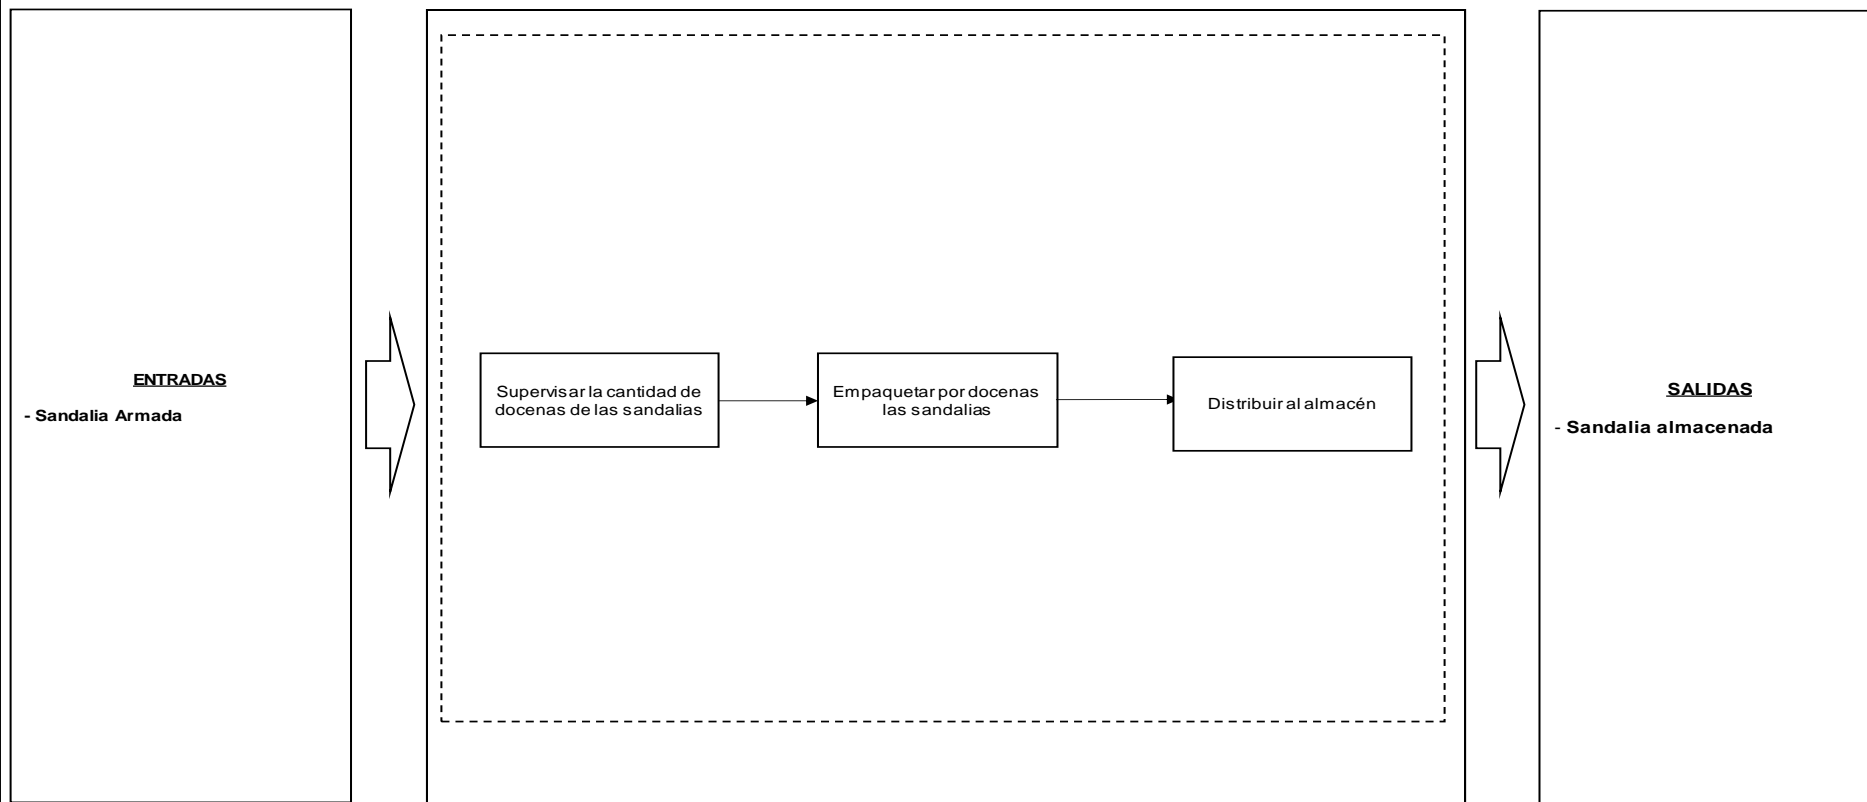 ENTRADAS
- Sandalia Armada
Supervisar la cantidad de
docenas de las sandalias
Empaquetar por docenas
las sandalias
Distribuir al almacén
SALIDAS
- Sandalia almacenada